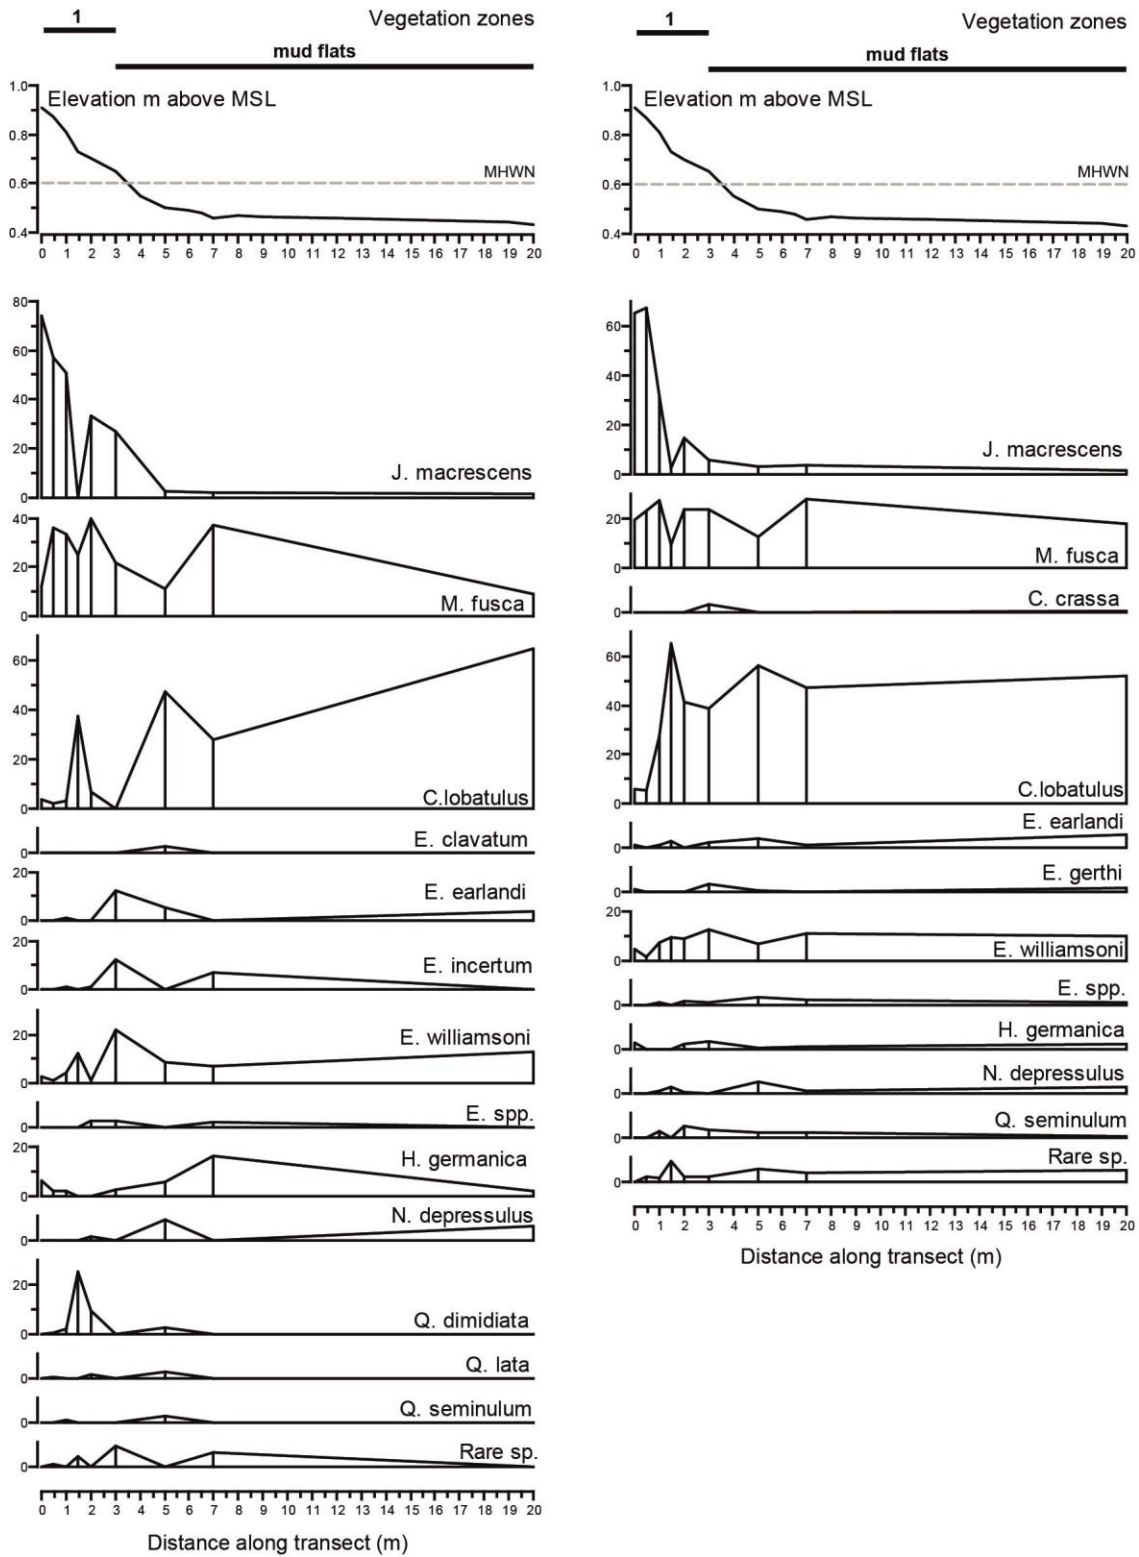 1
Vegetation zones
mud flats
1.0
Elevation m above MSL
0.8
MHWN
0.6
0.4
0 1 2 3 4 5 6 7 8 9 10 11 12 13 14 15 16 17 18 19 20
80
60
40
20
J. macrescens
0
40
20
M. fusca
0
60
40
20
C.lobatulus
0
E. clavatum
0
20
E. earlandi
0
20
E. incertum
0
20
E. williamsoni
0
E. spp.
0
20
H. germanica
0
N. depressulus
0
20
Q. dimidiata
0
Q. lata
0
Q. seminulum
0
Rare sp.
0
0 1 2 3 4 5 6 7 8 9 10 11 12 13 14 15 16 17 18 19 20
Distance along transect (m)
1
Vegetation zones
mud flats
1.0
Elevation m above MSL
0.8
MHWN
0.6
0.4
0 1 2 3 4 5 6 7 8 9 10 11 12 13 14 15 16 17 18 19 20
60
40
20
J. macrescens
0
20
M. fusca
0
C. crassa
0
60
40
20
C.lobatulus
0
E. earlandi
0
E. gerthi
0
20
E. williamsoni
0
E. spp.
0
H. germanica
0
N. depressulus
0
Q. seminulum
0
Rare sp.
0
0 1 2 3 4 5 6 7 8 9 10 11 12 13 14 15 16 17 18 19 20
Distance along transect (m)